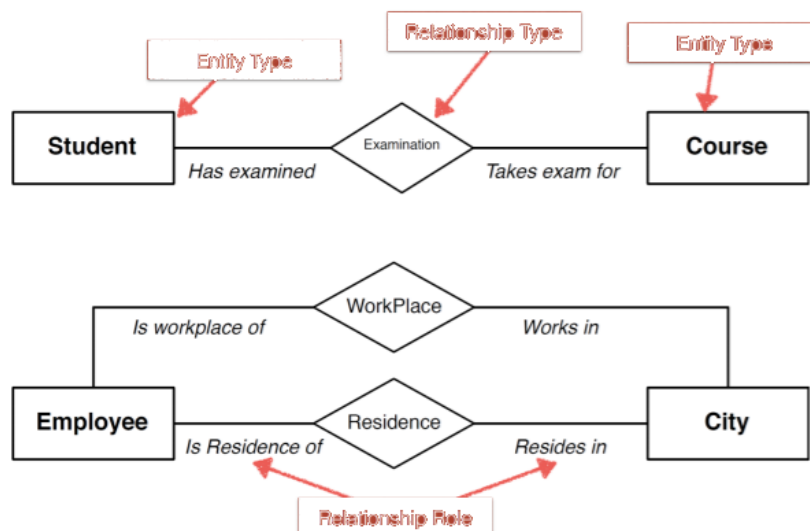 Relationship Type
Entity Type
Entity Type
Student
Examination
Course
Has examined
Takes exam for
WorkPlace
Is workplace of
Works in
Employee
Residence
City
Is Residence of
Resides in
Relationship Role